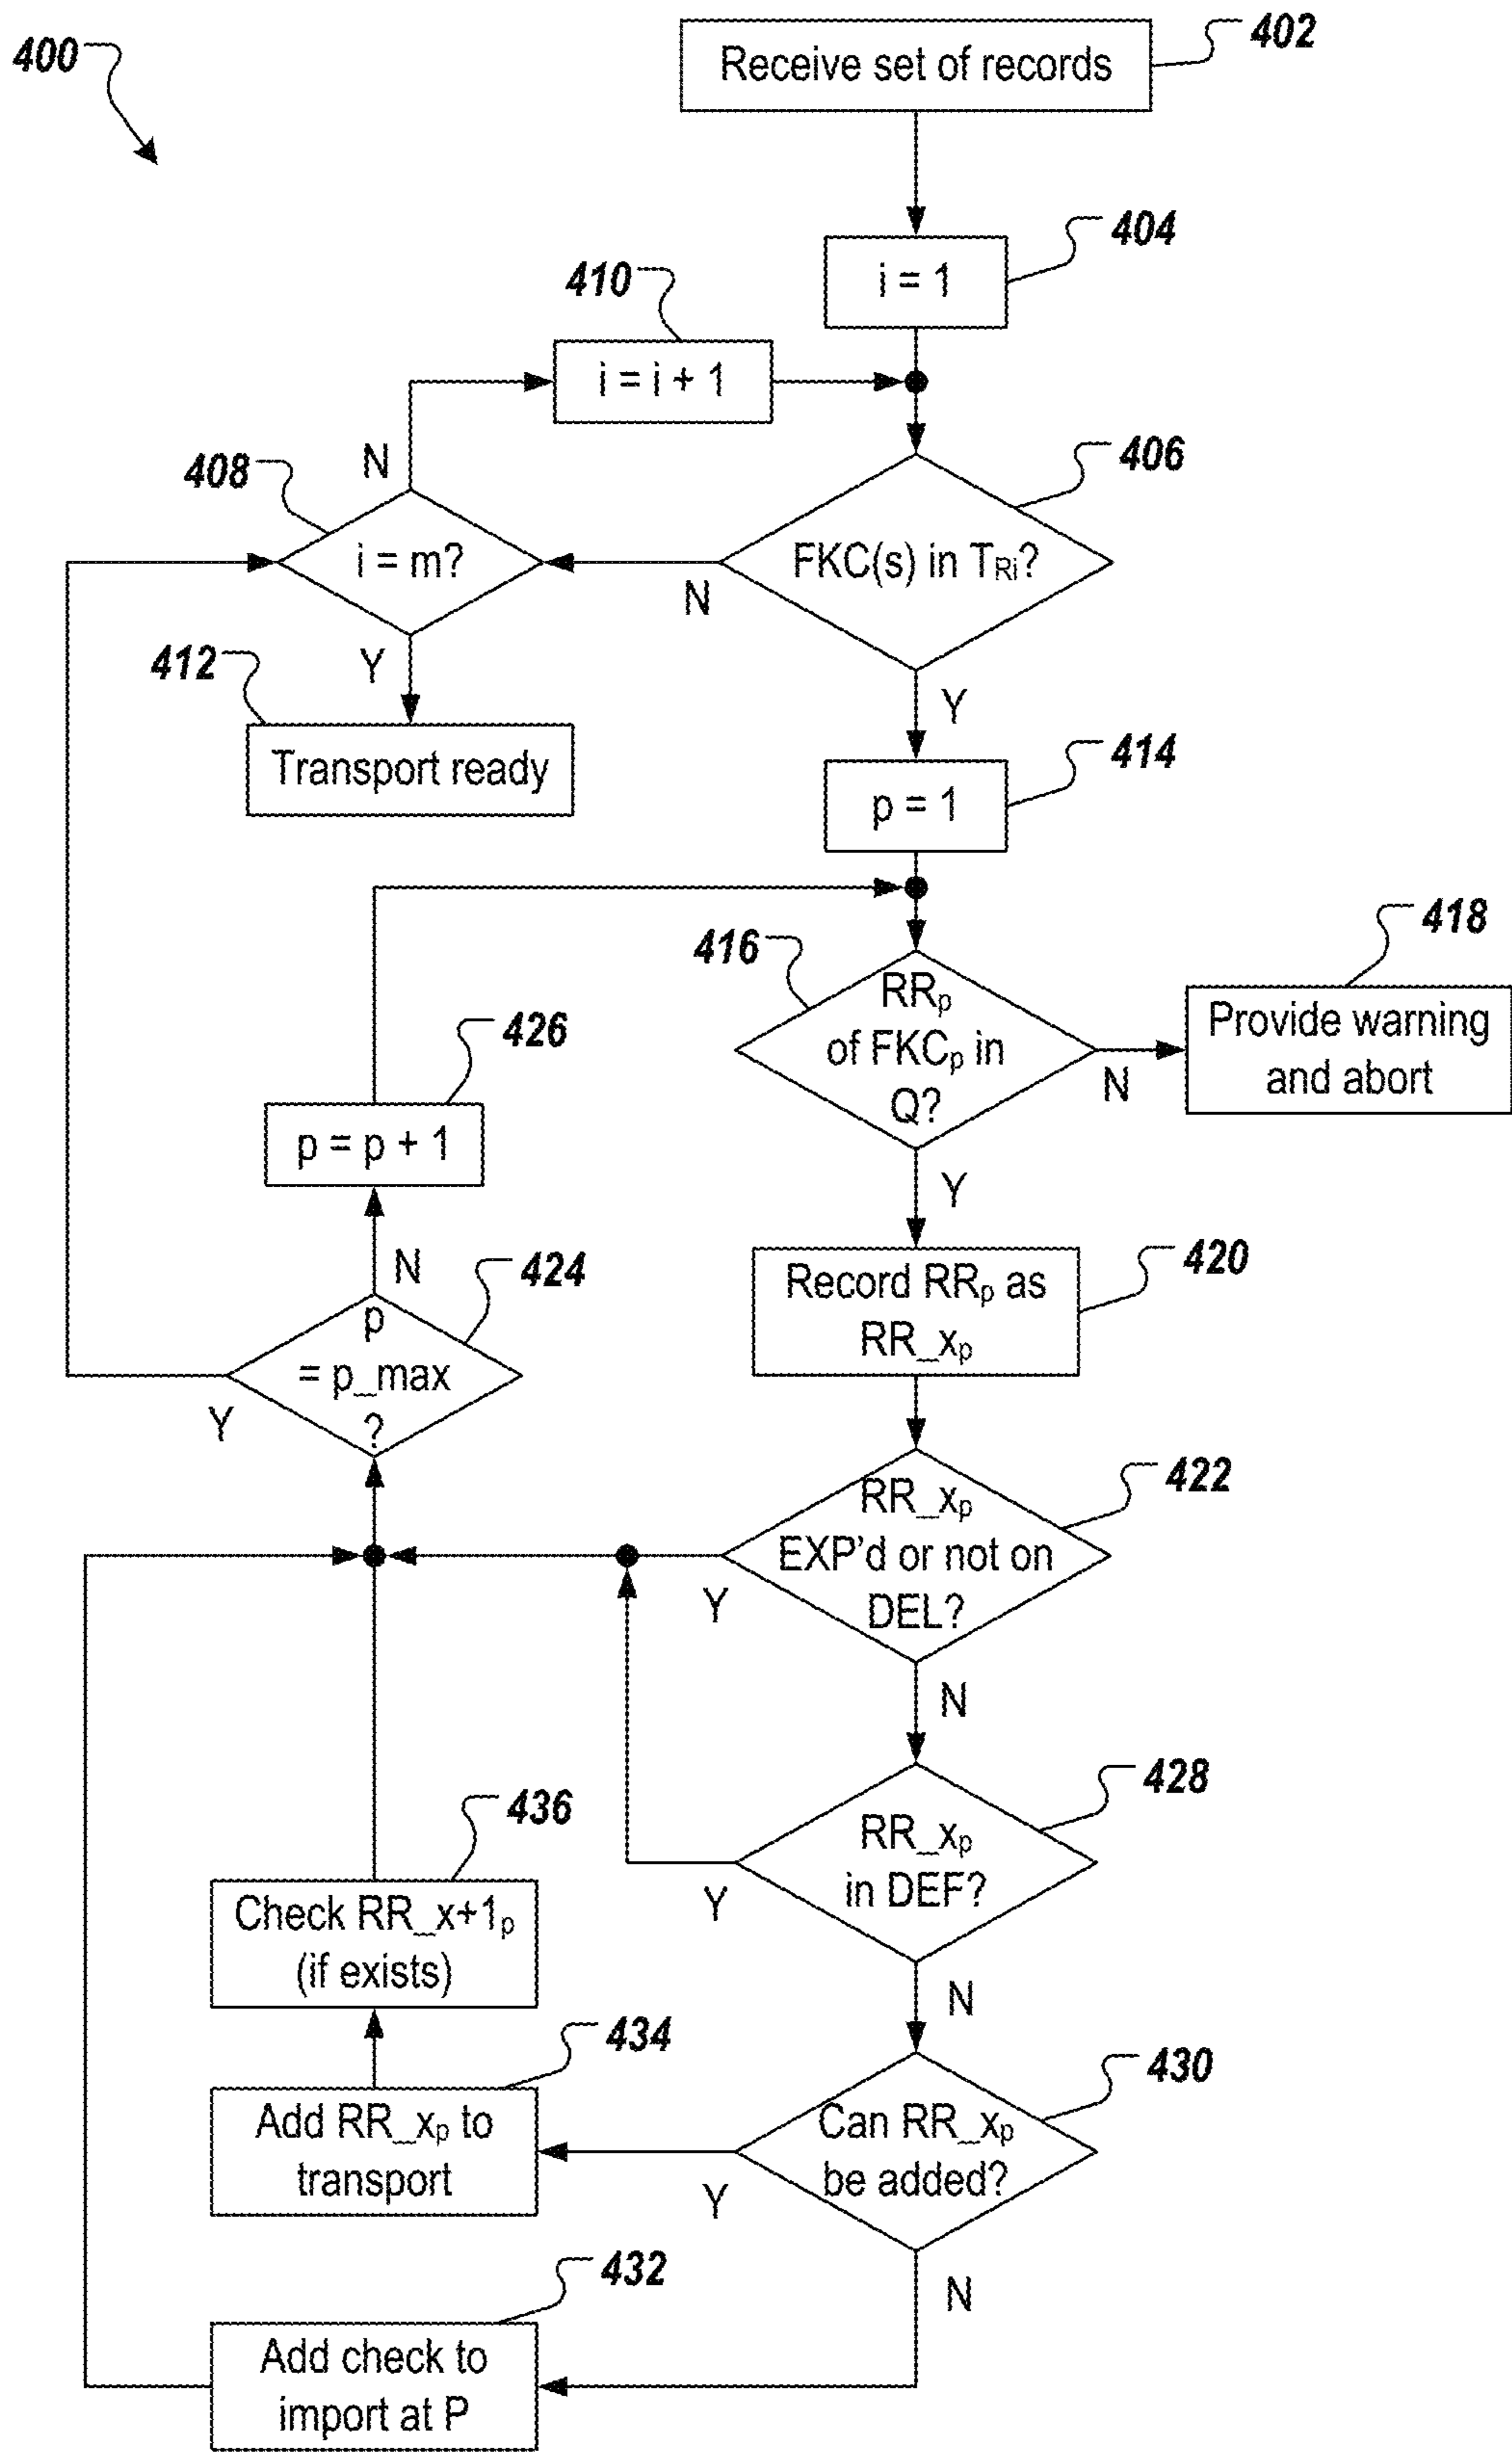 400
402
Receive set of records
404
i = 1
410
i = i + 1
406
FKC(s) in TRi?
N
Y
408
i = m?
N
Y
412
Transport ready
414
p = 1
416
RRp
of FKCp in
Q?
N
Y
418
Provide warning
and abort
426
p = p + 1
420
Record RRp as
RR_xp
424
N
p
= p_max
?
Y
422
RR_xp
EXP'd or not on
DEL?
Y
N
428
RR_xp
in DEF?
Y
N
436
Check RR_x+1p
(if exists)
434
Add RR_xp to
transport
430
Can RR_xp
be added?
Y
N
432
Add check to
import at P